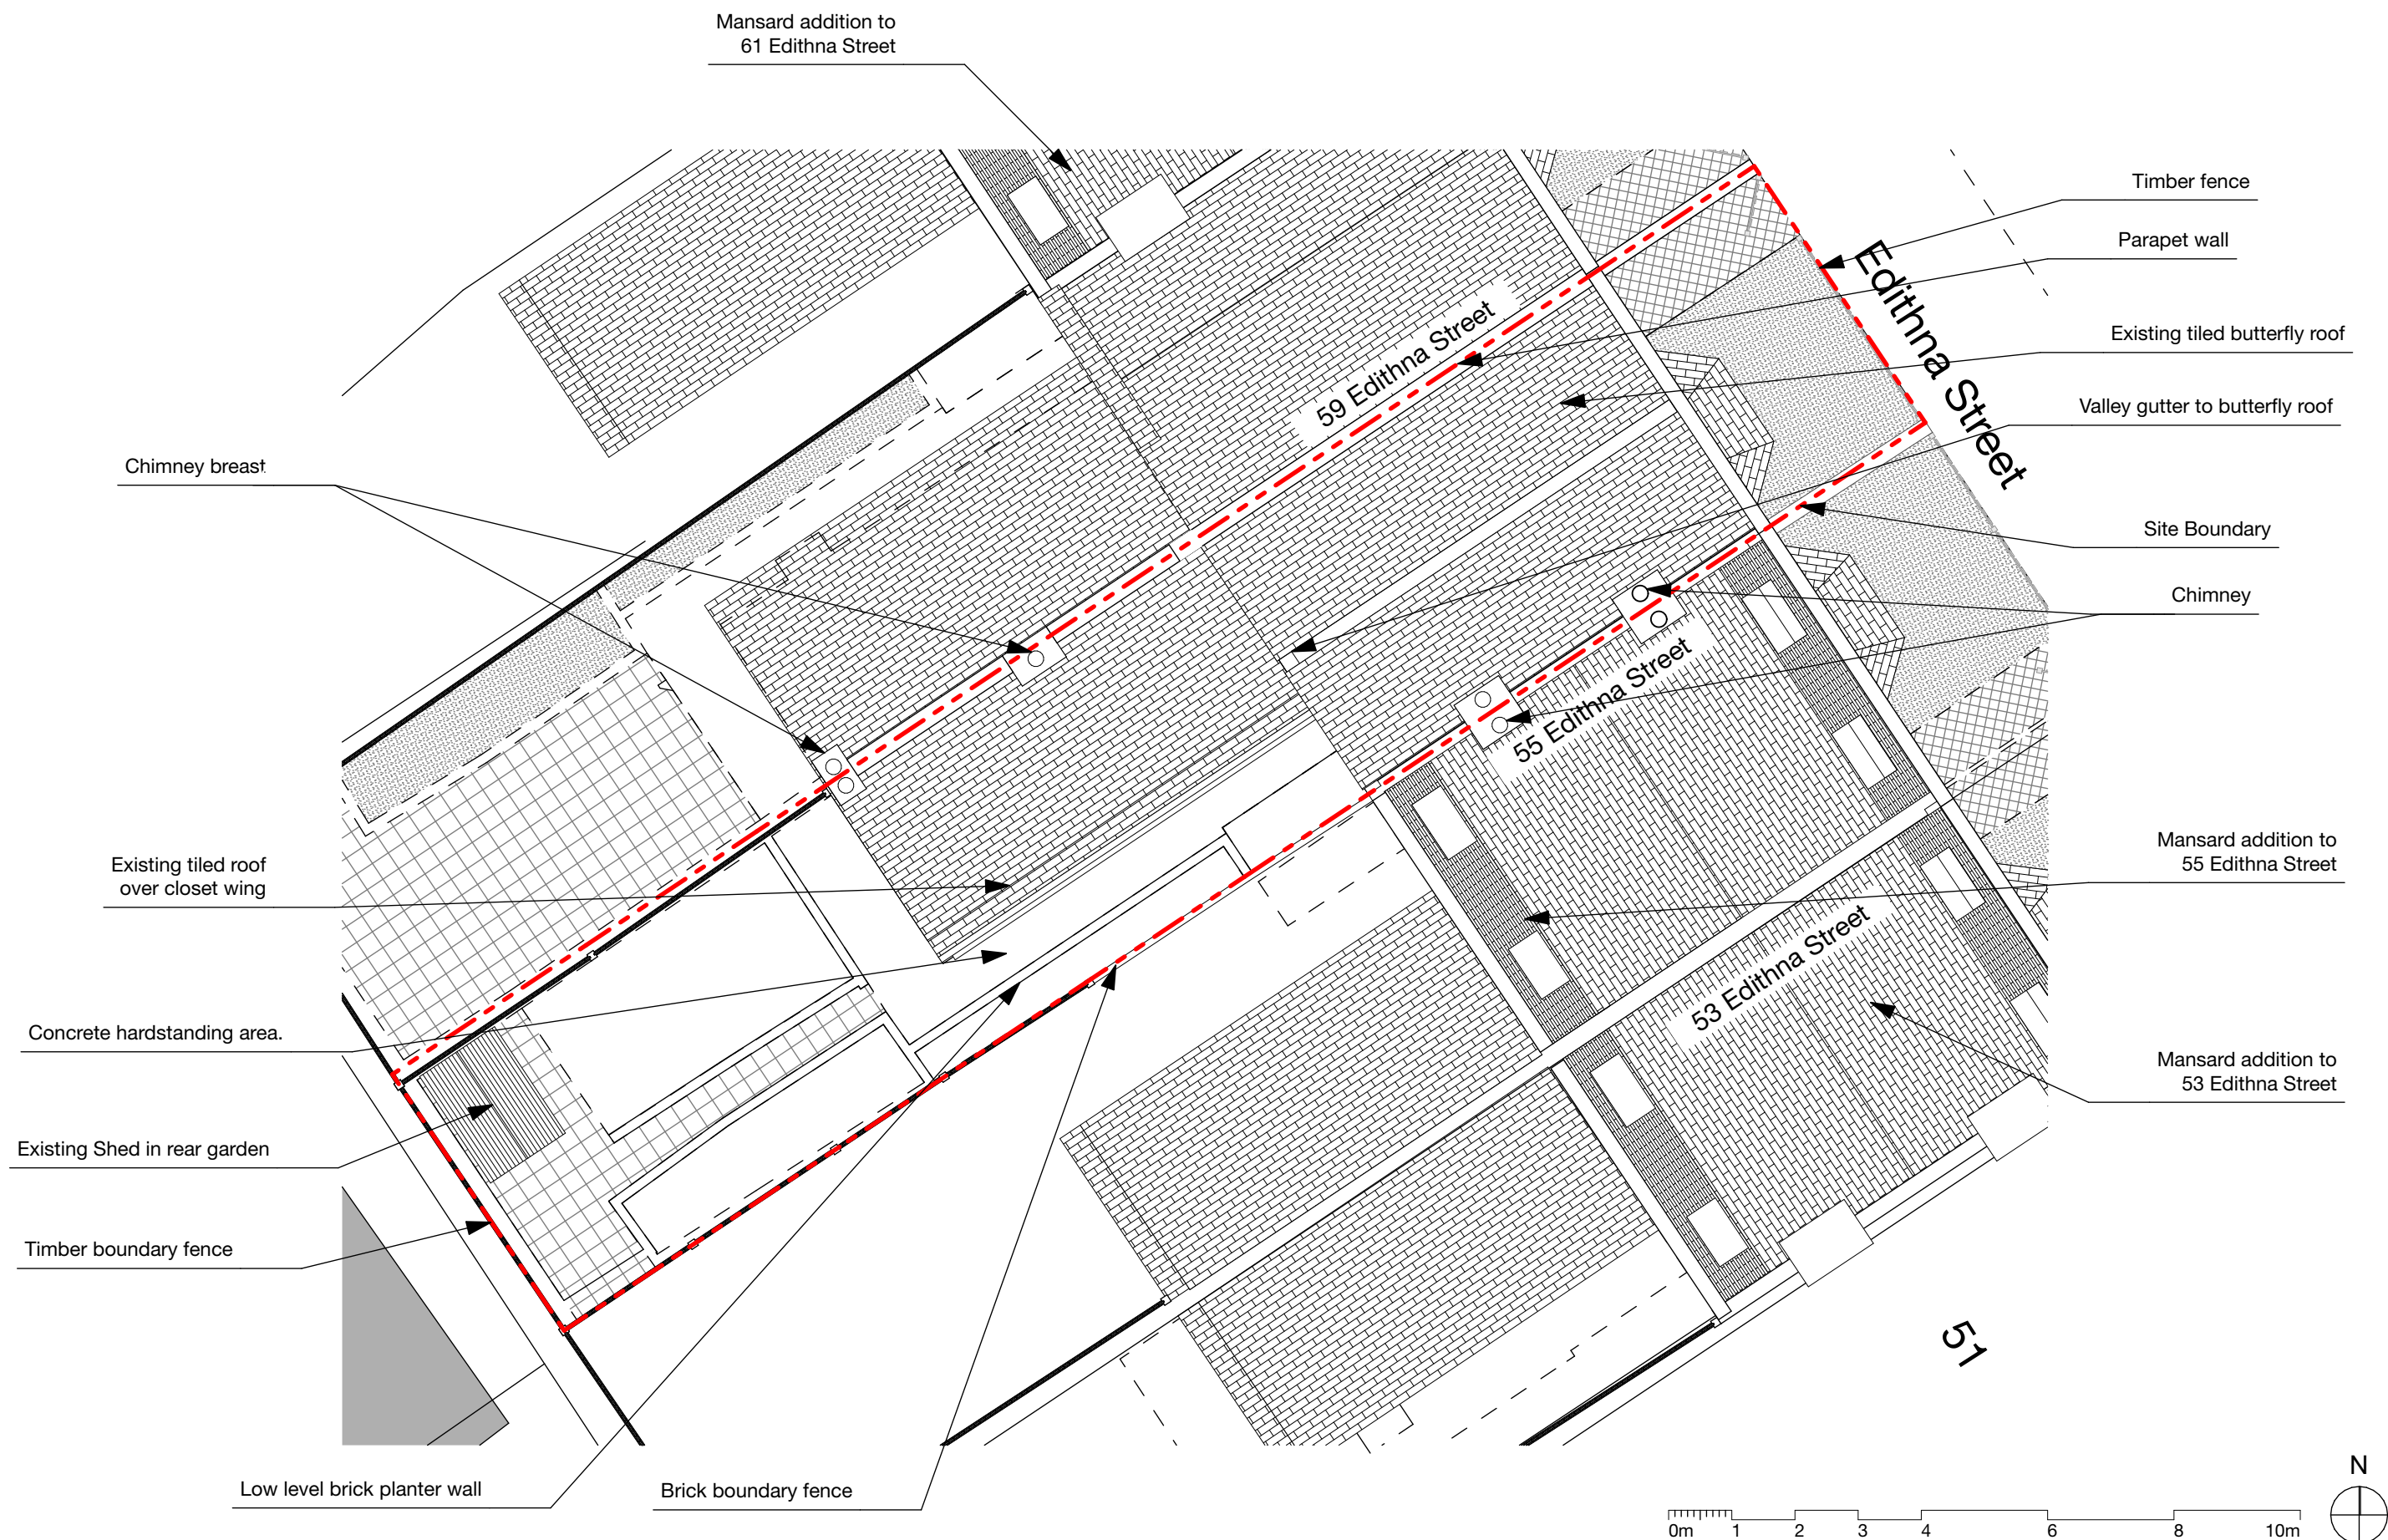 Mansard addition to
61 Edithna Street
Timber fence
Parapet wall
Edithna Street
Existing tiled butterfly roof
59 Edithna Street
Valley gutter to butterfly roof
Chimney breast
Site Boundary
Chimney
55 Edithna Street
Mansard addition to
55 Edithna Street
Existing tiled roof
over closet wing
53 Edithna Street
Concrete hardstanding area.
Mansard addition to
53 Edithna Street
Existing Shed in rear garden
Timber boundary fence
51
Low level brick planter wall
Brick boundary fence
N
0m 1 2 3 4 6 8 10m